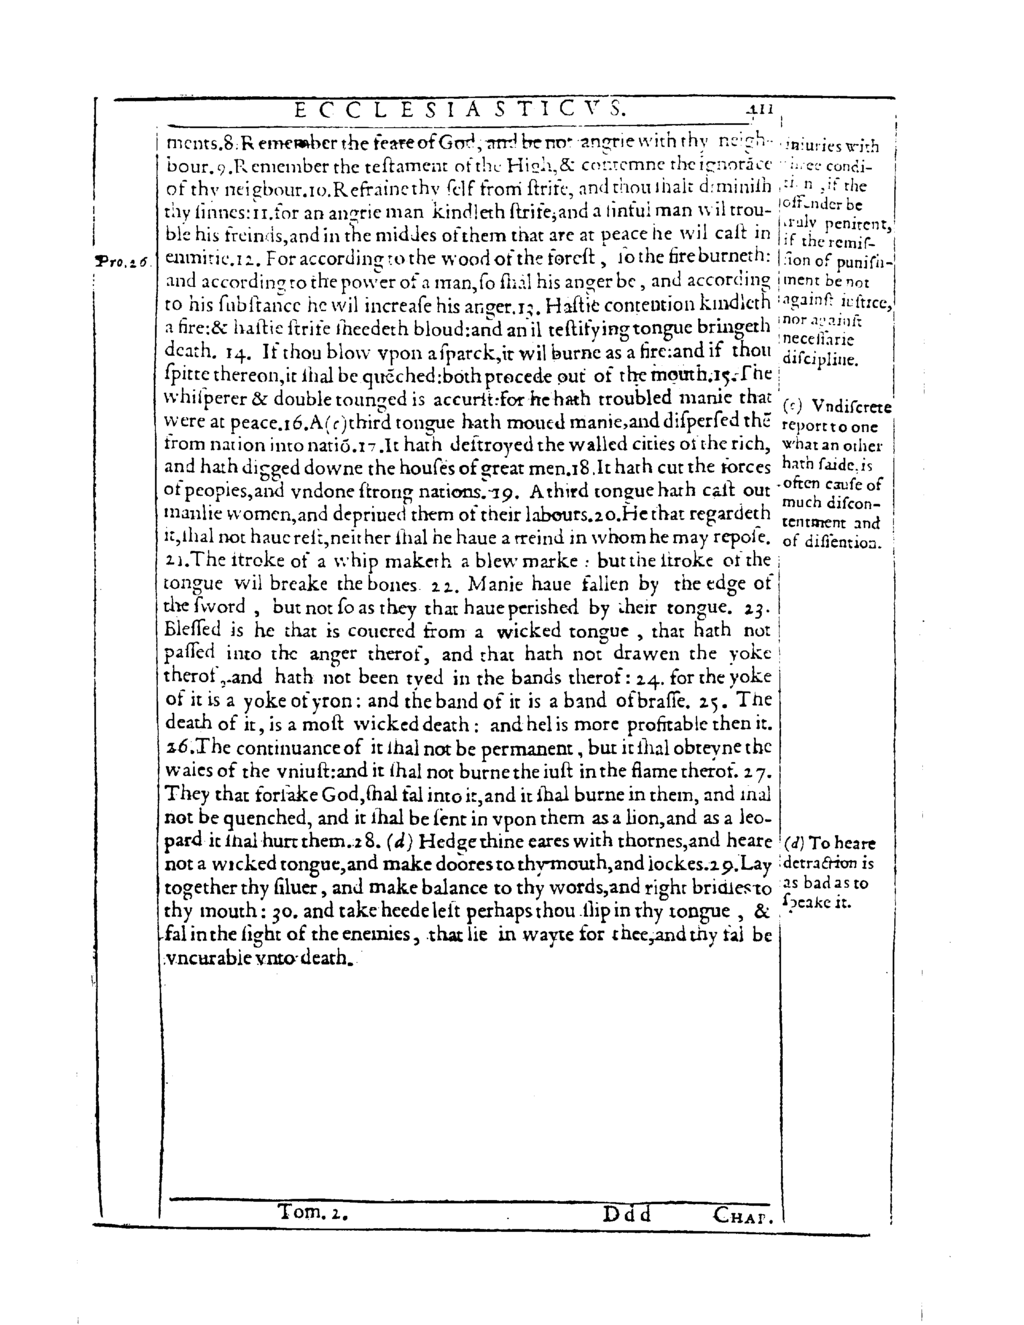 ECCLESIASTICVS.
ments.8.Remember the feare of God, and be not angrie with thy neigh-
bour.9.Remember the teſtament of the High,& contemne the ignorãce
of thy neigbour.10.Refraine thy ſelf from ſtrife, and thou ſhalt diminiſh
thy ſinnes:11.for an angrie man kindleth ſtrife,and a ſinful man wil trou-
ble his freinds,and in the middes of them that are at peace he wil caſt in
enmitie.12. For according to the wood of the foreſt, ſo the fire burneth:
and according to the power of a man,ſo ſhal his anger be, and according
to his ſubſtance he wil increaſe his anger.13. Haſtie contention kindleth
a fire:& haſtie ſtrife ſheedeth bloud:and an il teſtifying tongue bringeth
death. 14. If thou blow vpon a ſparck,it wil burne as a fire:and if thou
ſpitte thereon,it ſhal be quẽched:both procede out of the mouth.15.The
whiſperer & double tounged is accurſt:for he hath troubled manie that
were at peace.16.A(c)third tongue hath moued manie,and diſperſed thẽ
from nation into natiõ.17.It hath deſtroyed the walled cities of the rich,
and hath digged downe the houſes of great men.18.It hath cut the forces
of peoples,and vndone ſtrong nations.19. A third tongue hath caſt out
manlie women,and depriued them of their labours.20.He that regardeth
it,ſhal not haue reſt,neither ſhal he haue a freind in whom he may repoſe.
21.The ſtroke of a whip maketh a blew marke : but the ſtroke of the
tongue wil breake the bones. 22. Manie haue fallen by the edge of
the ſword , but not ſo as they that haue perished by their tongue. 23.
Bleſſed is he that is couered from a wicked tongue , that hath not
paſſed into the anger therof, and that hath not drawen the yoke
therof, and hath not been tyed in the bands therof: 24. for the yoke
of it is a yoke of yron: and the band of it is a band of braſſe. 25. The
death of it, is a moſt wicked death: and hel is more profitable then it.
26.The continuance of it ſhal not be permanent, but it ſhal obteyne the
waies of the vniuſt:and it ſhal not burne the iuſt in the flame therof. 27.
They that forſake God,ſhal fal into it,and it ſhal burne in them, and ſhal
not be quenched, and it ſhal be ſent in vpon them as a lion,and as a leo-
pard it ſhal hurt them.28. (d) Hedge thine eares with thornes,and heare
not a wicked tongue,and make doores to thy mouth,and lockes.29.Lay
together thy ſiluer, and make balance to thy words,and right bridles to
thy mouth: 30. and take heede leſt perhaps thou ſlip in thy tongue , &
fal in the ſight of the enemies, that lie in wayte for thee,and thy fal be
vncurable vnto death.
Pro.26
iniuries with
condi-
if the
offender be
truly penitent,
if the remiſ-
ſion of puniſh-
ment be not
againſt iuſtice,
nor againſt
neceſſarie
diſcipline.
(c) Vndiſcrete
report to one
what an other
hath ſaide,is
often cauſe of
much diſcon-
tentment and
of diſſention.
(d) To heare
detraction is
as bad as to
ſpeake it.
Tom. 2. Ddd CHAP.